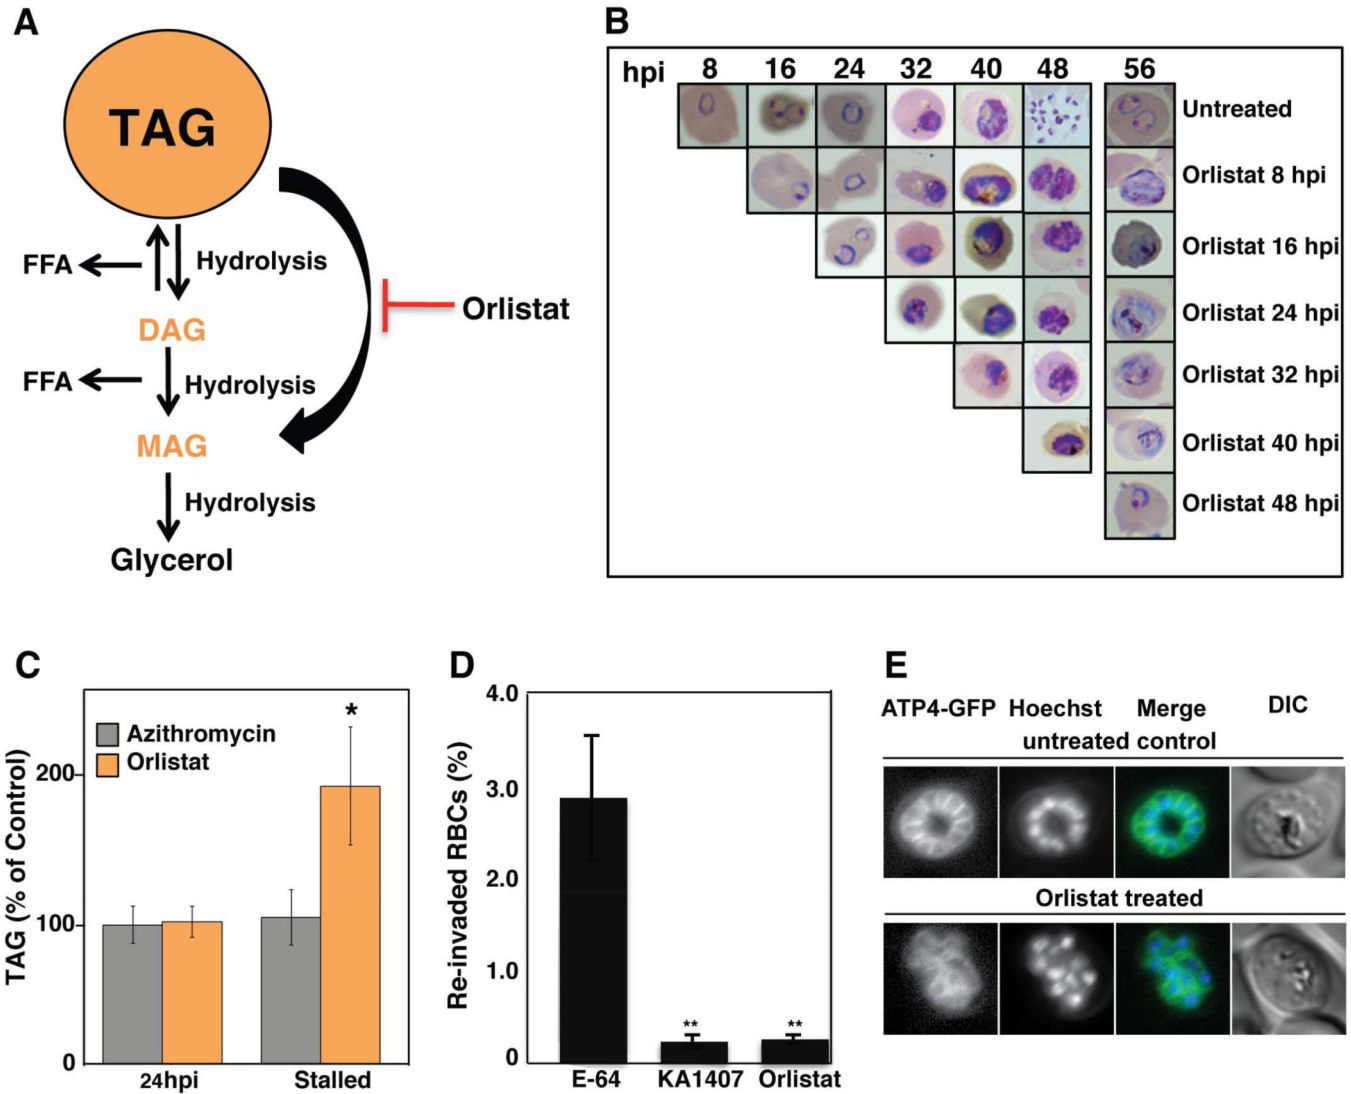 A
TAG
FFA
Hydrolysis
DAG
Orlistat
FFA
Hydrolysis
MAG
Hydrolysis
Glycerol
B
hpi 8 16 24 32 40 48 56
Untreated
Orlistat 8 hpi
Orlistat 16 hpi
Orlistat 24 hpi
Orlistat 32 hpi
Orlistat 40 hpi
Orlistat 48 hpi
C
TAG (% of Control)
200
100
0
Azithromycin
Orlistat
*
24hpi Stalled
D
Re-invaded RBCs (%)
4.0
3.0
2.0
1.0
0
** **
E-64 KA1407 Orlistat
E
ATP4-GFP Hoechst Merge DIC
untreated control
Orlistat treated